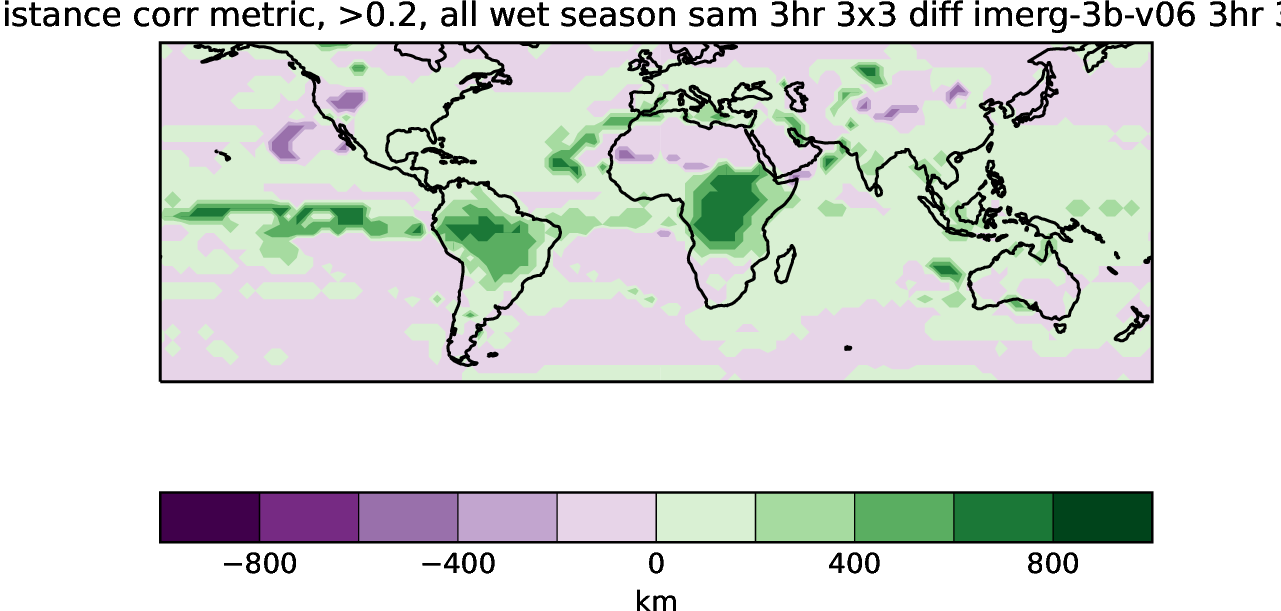 istance corr metric, >0.2, all wet season sam 3hr 3x3 diff imerg-3b-v06 3hr
−800 −400 0 400 800
km